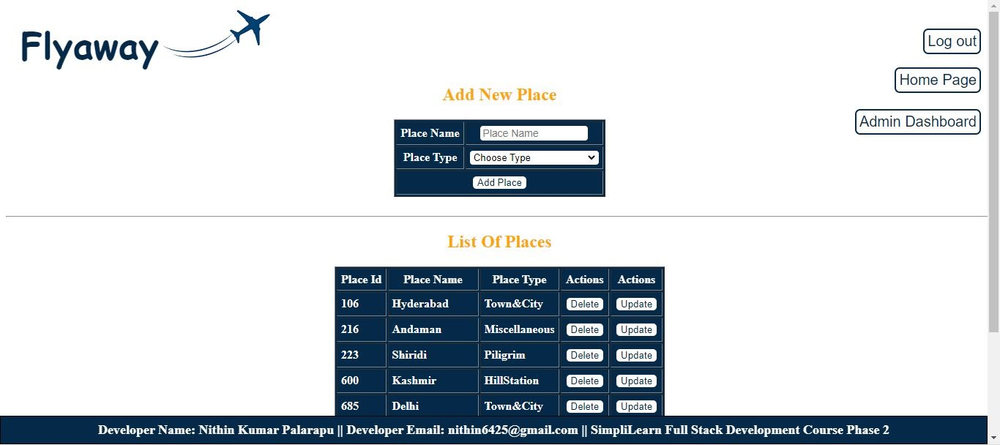 Flyaway
Log out
Home Page
Admin Dashboard
Add New Place
Place Name Place Name
Place Type Choose Type
Add Place
List Of Places
Place Id Place Name Place Type Actions Actions
106 Hyderabad Town&City Delete Update
216 Andaman Miscellaneous Delete Update
223 Shiridi Piligrim Delete Update
600 Kashmir HillStation Delete Update
685 Delhi Town&City Delete Update
Developer Name: Nithin Kumar Palarapu || Developer Email: nithin6425@gmail.com || SimpliLearn Full Stack Development Course Phase 2